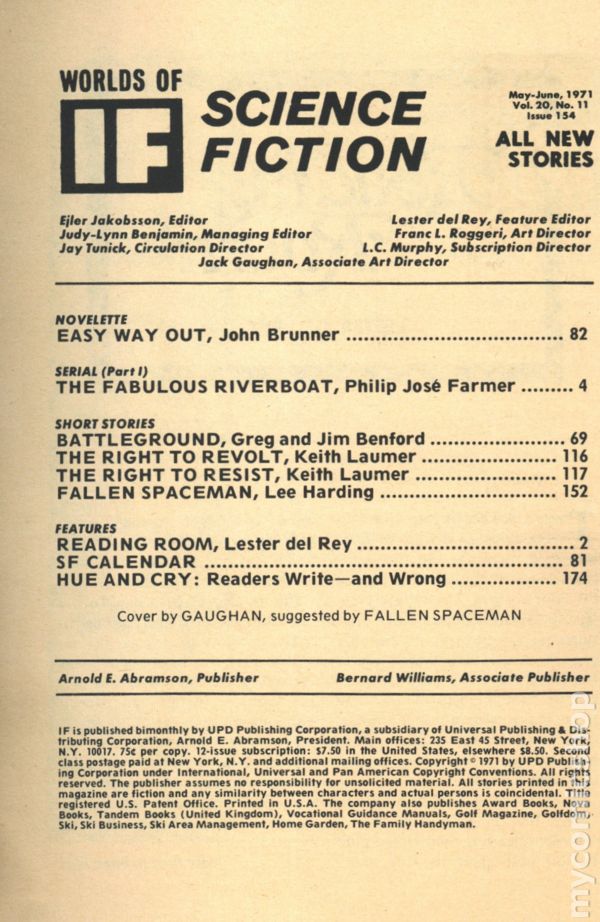 WORLDS OF
IF
SCIENCE
FICTION
May-June, 1971
Vol. 20, No. 11
Issue 154
ALL NEW
STORIES
Ejler Jakobsson, Editor
Lester del Rey, Feature Editor
Judy-Lynn Benjamin, Managing Editor
Franc L. Roggeri, Art Director
Jay Tunick, Circulation Director
L.C. Murphy, Subscription Director
Jack Gaughan, Associate Art Director
NOVELETTE
EASY WAY OUT, John Brunner ........................................ 82
SERIAL (Part I)
THE FABULOUS RIVERBOAT, Philip José Farmer ......... 4
SHORT STORIES
BATTLEGROUND, Greg and Jim Benford ....................... 69
THE RIGHT TO REVOLT, Keith Laumer ....................... 116
THE RIGHT TO RESIST, Keith Laumer ......................... 117
FALLEN SPACEMAN, Lee Harding ............................... 152
FEATURES
READING ROOM, Lester del Rey .................................... 2
SF CALENDAR ............................................................. 81
HUE AND CRY: Readers Write—and Wrong ................. 174
Cover by GAUGHAN, suggested by FALLEN SPACEMAN
Arnold E. Abramson, Publisher
Bernard Williams, Associate Publisher
IF is published bimonthly by UPD Publishing Corporation, a subsidiary of Universal Publishing & Dis-
tributing Corporation, Arnold E. Abramson, President. Main offices: 235 East 45 Street, New York,
N.Y. 10017. 75¢ per copy. 12-issue subscription: $7.50 in the United States, elsewhere $8.50. Second
class postage paid at New York, N.Y. and additional mailing offices. Copyright © 1971 by UPD Publish-
ing Corporation under International, Universal and Pan American Copyright Conventions. All rights
reserved. The publisher assumes no responsibility for unsolicited material. All stories printed in this
magazine are fiction and any similarity between characters and actual persons is coincidental. Title
registered U.S. Patent Office. Printed in U.S.A. The company also publishes Award Books, Nova
Books, Tandem Books (United Kingdom), Vocational Guidance Manuals, Golf Magazine, Golfdom,
Ski, Ski Business, Ski Area Management, Home Garden, The Family Handyman.
mycomicshop